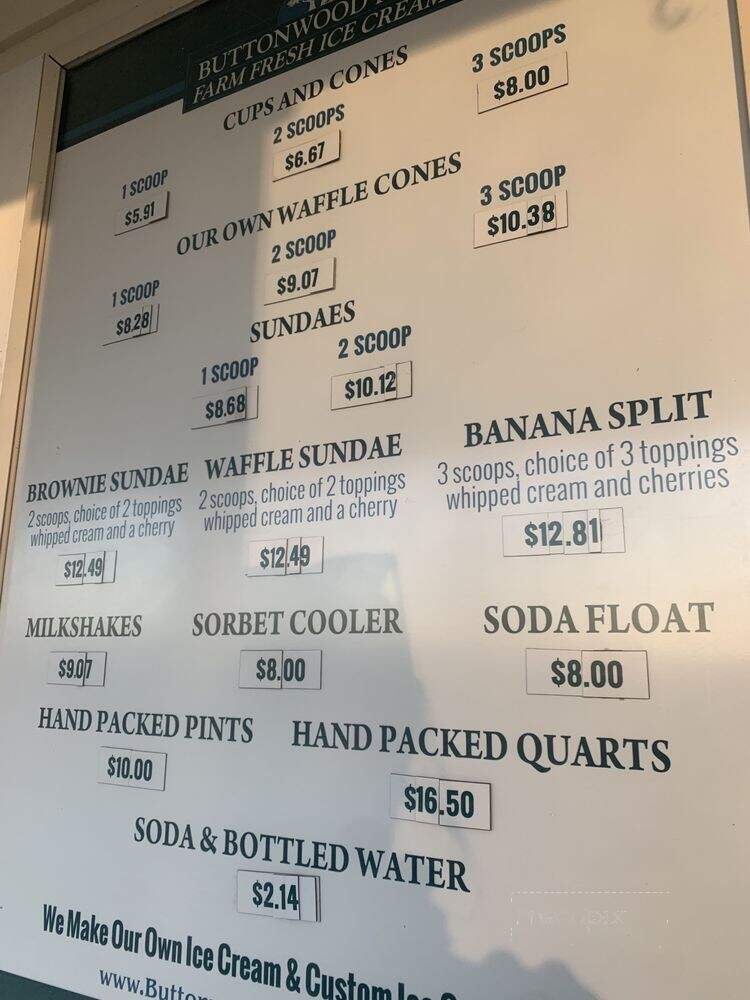 BUTTONWOOD
FARM FRESH ICE CREAM
CUPS AND CONES
1 SCOOP 2 SCOOPS 3 SCOOPS
$5.91 $6.67 $8.00
OUR OWN WAFFLE CONES
1 SCOOP 2 SCOOP 3 SCOOP
$8.28 $9.07 $10.38
SUNDAES
1 SCOOP 2 SCOOP
$8.68 $10.12
BROWNIE SUNDAE
2 scoops, choice of 2 toppings
whipped cream and a cherry
$12.49
WAFFLE SUNDAE
2 scoops, choice of 2 toppings
whipped cream and a cherry
$12.49
BANANA SPLIT
3 scoops, choice of 3 toppings
whipped cream and cherries
$12.81
MILKSHAKES SORBET COOLER SODA FLOAT
$9.07 $8.00 $8.00
HAND PACKED PINTS HAND PACKED QUARTS
$10.00 $16.50
SODA & BOTTLED WATER
$2.14
We Make Our Own Ice Cream & Custom
www.Butto